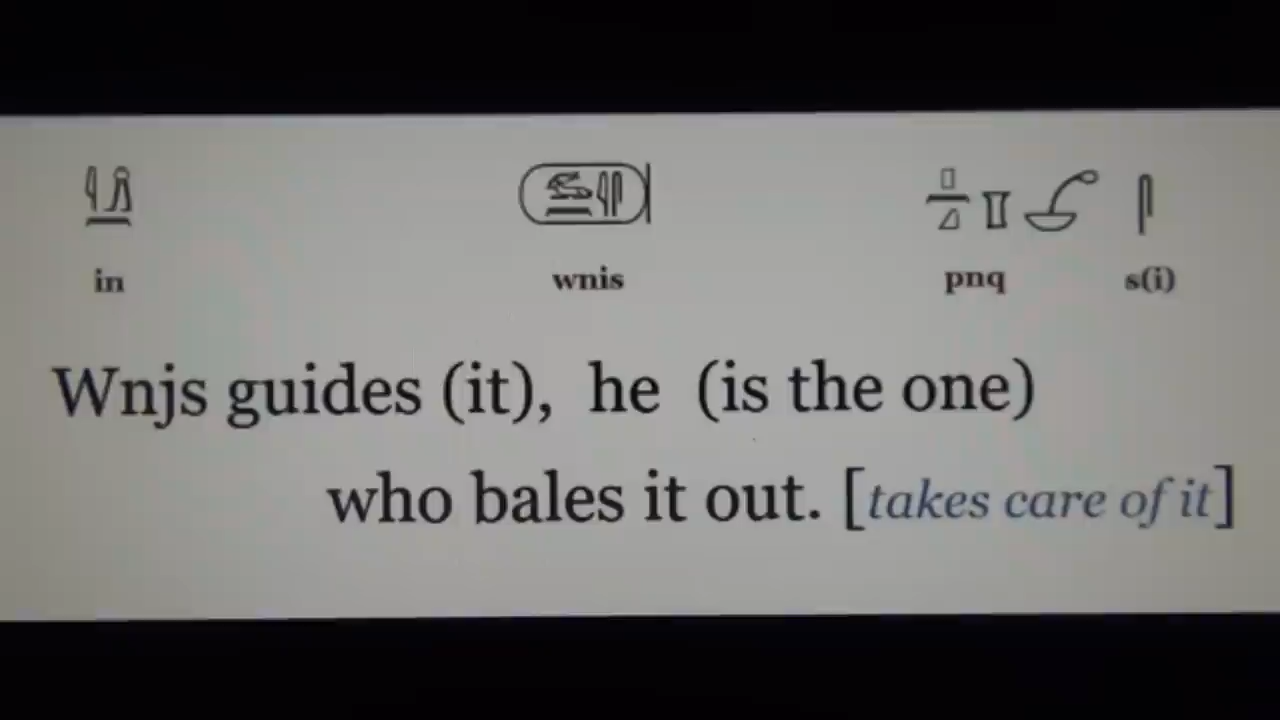 in wnis pnq s(i)
Wnjs guides (it), he (is the one)
who bales it out. [takes care of it]